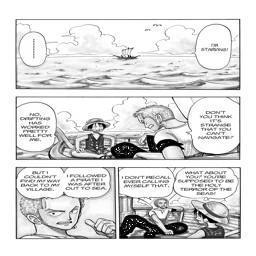 I'M
STARVING!
DON'T
YOU THINK
IT'S
STRANGE
THAT YOU
CAN'T
NAVIGATE?
NO,
DRIFTING
HAS
WORKED
PRETTY
WELL FOR
ME.
WHAT ABOUT
YOU? YOU'RE
SUPPOSED TO
BE THE HOLY
TERROR OF THE
SEAS!
I DON'T RECALL
EVER CALLING
MYSELF THAT.
I FOLLOWED
A PIRATE I
WAS AFTER
OUT TO SEA.
BUT I
COULDN'T
FIND MY WAY
BACK TO MY
VILLAGE.